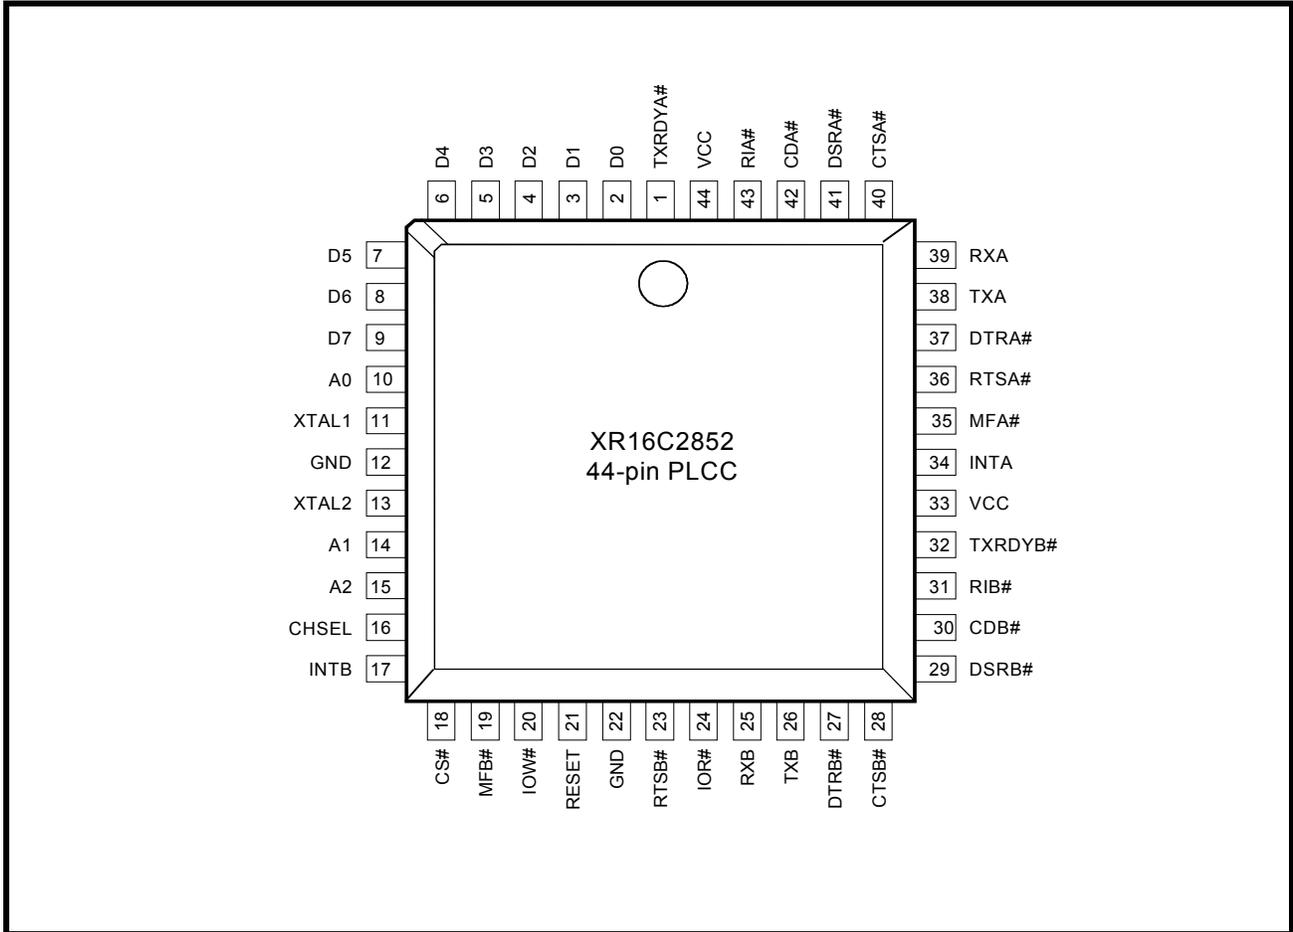 D4 D3 D2 D1 D0 TXRDYA# VCC RIA# CDA# DSRA# CTSA#
6 5 4 3 2 1 44 43 42 41 40
D5 7 39 RXA
D6 8 38 TXA
D7 9 37 DTRA#
A0 10 36 RTSA#
XTAL1 11 35 MFA#
XR16C2852
GND 12 34 INTA
44-pin PLCC
XTAL2 13 33 VCC
A1 14 32 TXRDYB#
A2 15 31 RIB#
CHSEL 16 30 CDB#
INTB 17 29 DSRB#
18 19 20 21 22 23 24 25 26 27 28
CS# MFB# IOW# RESET GND RTSB# IOR# RXB TXB DTRB# CTSB#